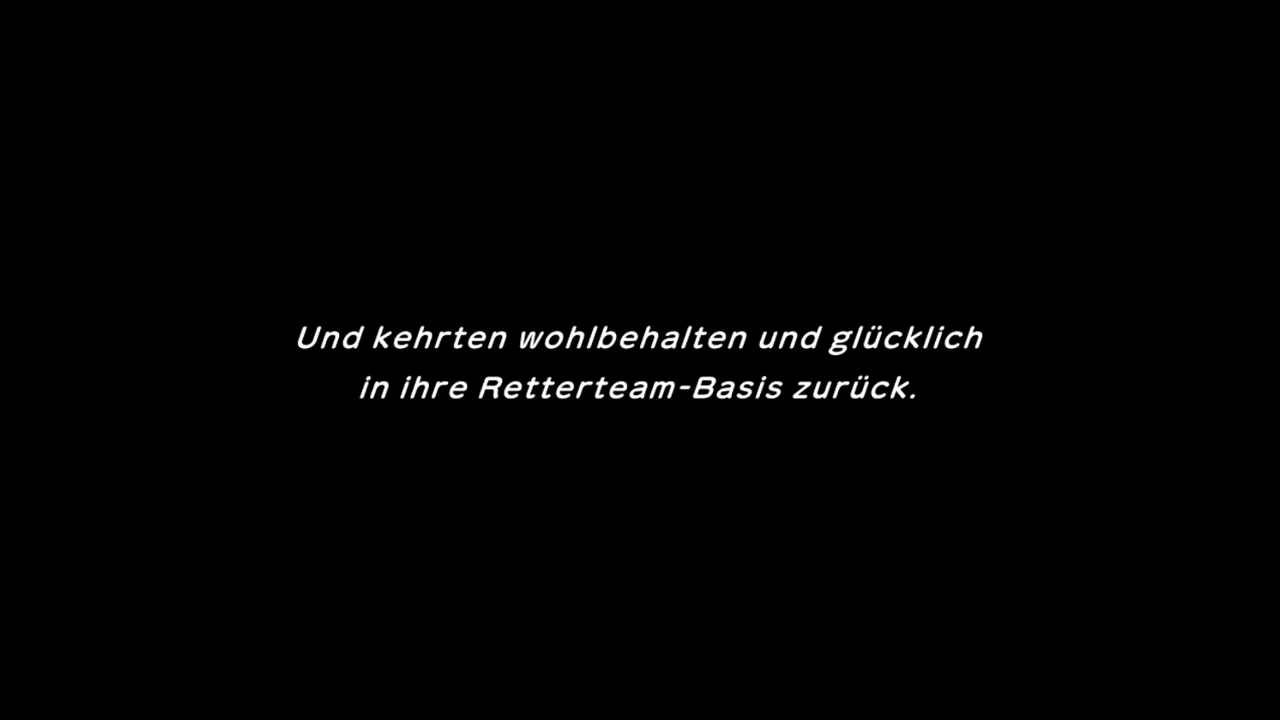 Und kehrten wohlbehalten und glücklich
in ihre Retterteam-Basis zurück.